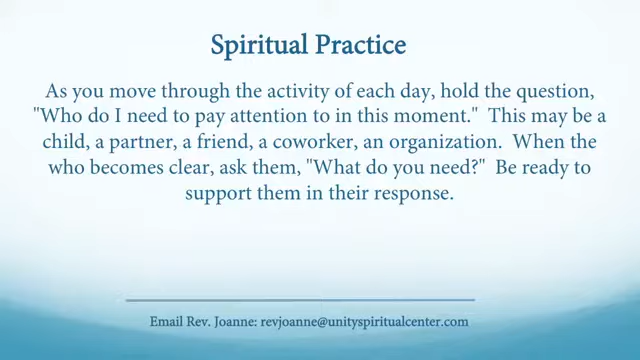 Spiritual Practice
As you move through the activity of each day, hold the question,
"Who do I need to pay attention to in this moment."  This may be a
child, a partner, a friend, a coworker, an organization.  When the
who becomes clear, ask them, "What do you need?"  Be ready to
support them in their response.
Email Rev. Joanne: revjoanne@unityspiritualcenter.com